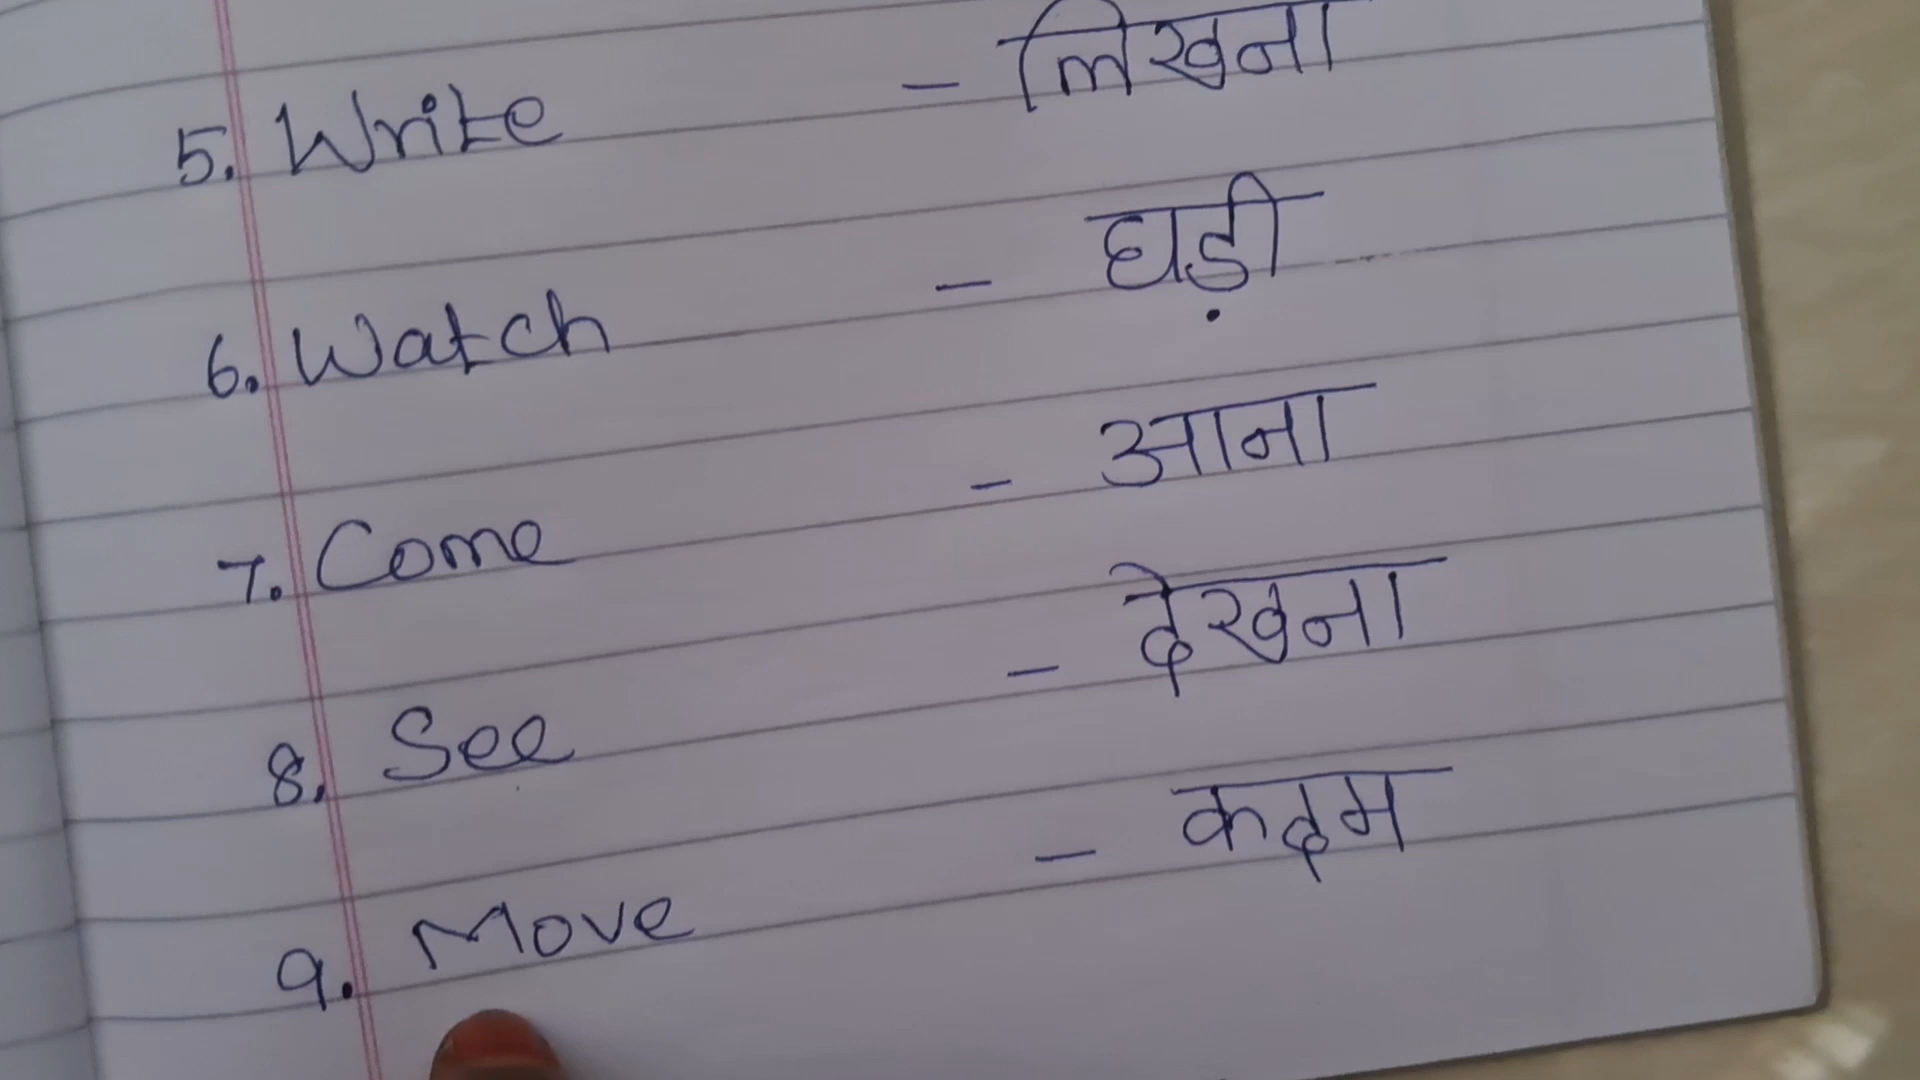 5. Write - लिखना
6. Watch - घड़ी
7. Come - आना
8. See - देखना
9. Move - कदम